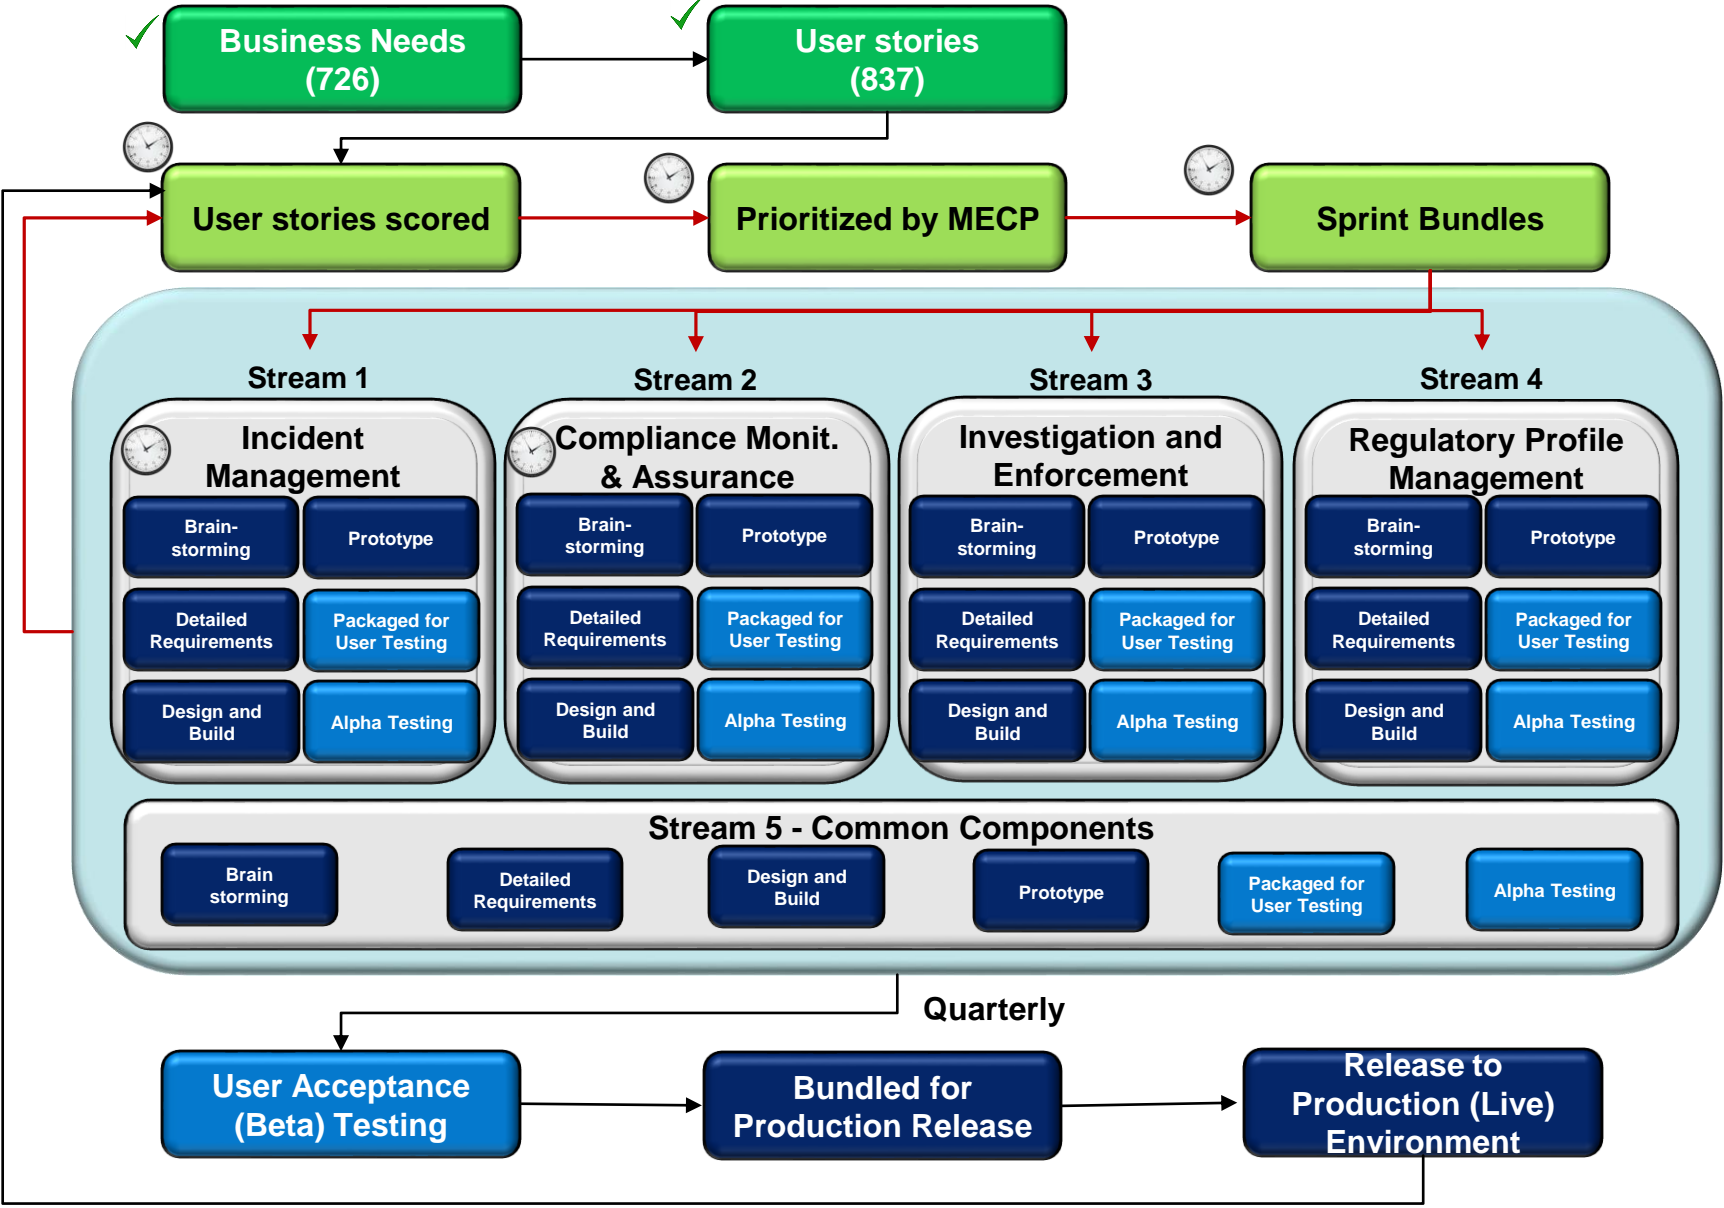 Business Needs
(726)
User stories
(837)
User stories scored
Prioritized by MECP
Sprint Bundles
Stream 1
Stream 2
Stream 3
Stream 4
Incident
Management
Brain-
storming
Prototype
Detailed
Requirements
Packaged for
User Testing
Design and
Build
Alpha Testing
Compliance Monit.
& Assurance
Brain-
storming
Prototype
Detailed
Requirements
Packaged for
User Testing
Design and
Build
Alpha Testing
Investigation and
Enforcement
Brain-
storming
Prototype
Detailed
Requirements
Packaged for
User Testing
Design and
Build
Alpha Testing
Regulatory Profile
Management
Brain-
storming
Prototype
Detailed
Requirements
Packaged for
User Testing
Design and
Build
Alpha Testing
Stream 5 - Common Components
Brain
storming
Detailed
Requirements
Design and
Build
Prototype
Packaged for
User Testing
Alpha Testing
Quarterly
User Acceptance
(Beta) Testing
Bundled for
Production Release
Release to
Production (Live)
Environment